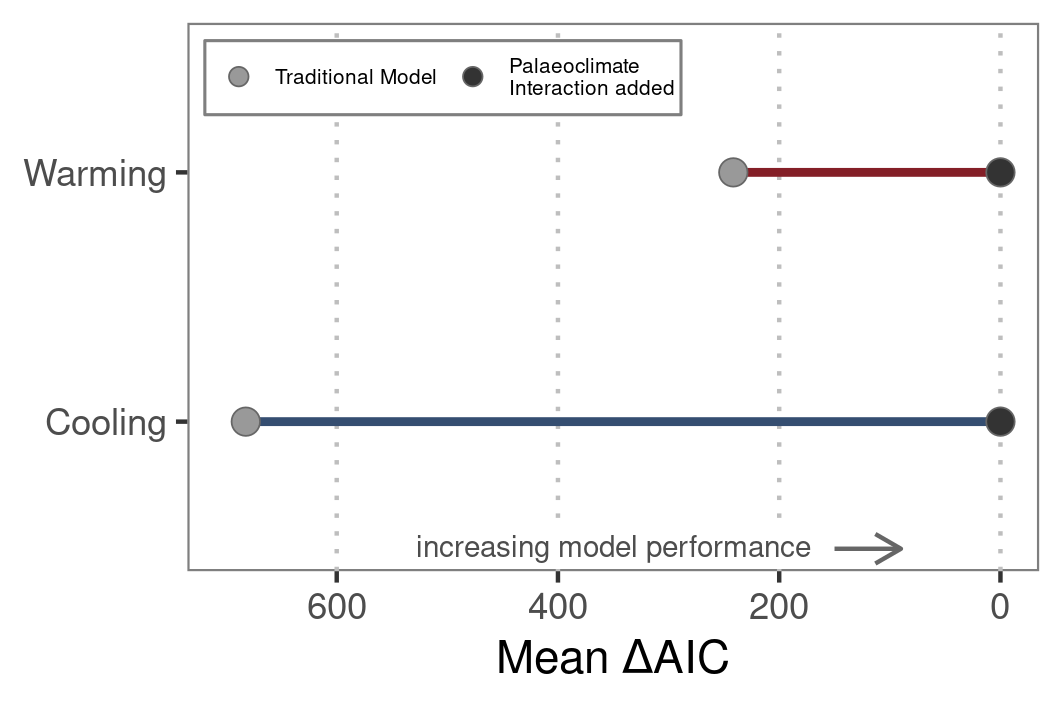 Traditional Model
Palaeoclimate
Interaction added
Warming
Cooling
increasing model performance
600 400 200 0
Mean ΔAIC